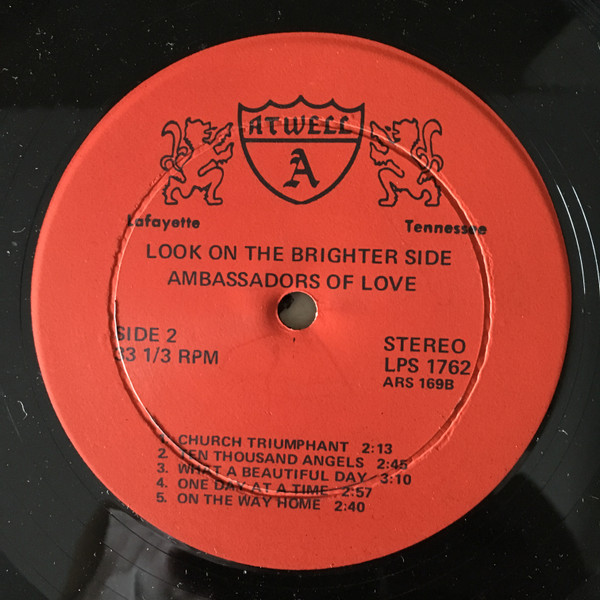 ATWELL
A
Lafayette Tennessee
LOOK ON THE BRIGHTER SIDE
AMBASSADORS OF LOVE
SIDE 2
33 1/3 RPM
STEREO
LPS 1762
ARS 169B
1. CHURCH TRIUMPHANT 2:13
2. TEN THOUSAND ANGELS 2:45
3. WHAT A BEAUTIFUL DAY 3:10
4. ONE DAY AT A TIME 2:57
5. ON THE WAY HOME 2:40